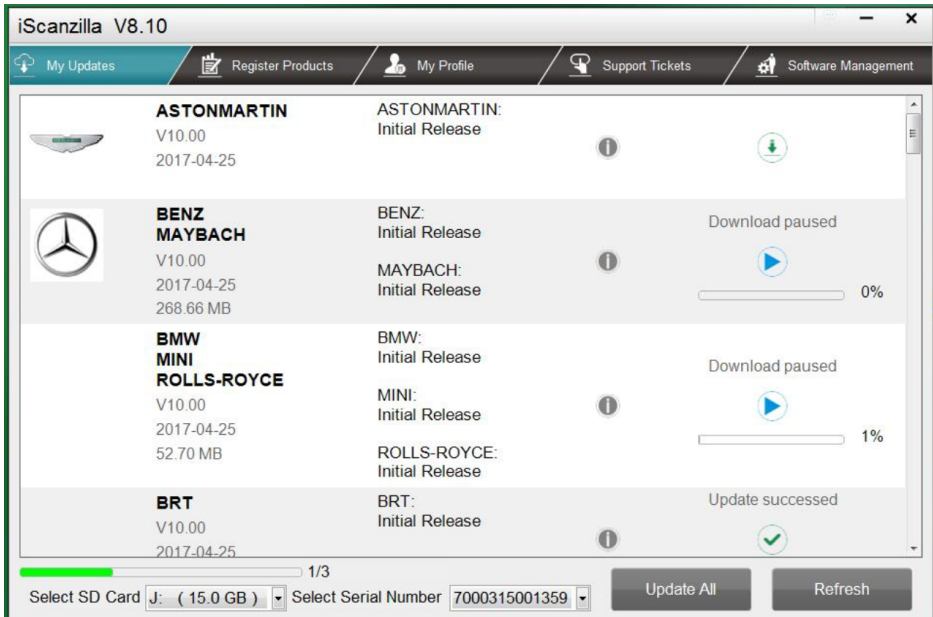 iScanzilla V8.10
My Updates
Register Products
My Profile
Support Tickets
Software Management
ASTONMARTIN
V10.00
2017-04-25
ASTONMARTIN:
Initial Release
BENZ
MAYBACH
V10.00
2017-04-25
268.66 MB
BENZ:
Initial Release
MAYBACH:
Initial Release
Download paused
0%
BMW
MINI
ROLLS-ROYCE
V10.00
2017-04-25
52.70 MB
BMW:
Initial Release
MINI:
Initial Release
ROLLS-ROYCE:
Initial Release
Download paused
1%
BRT
V10.00
2017-04-25
BRT:
Initial Release
Update successed
1/3
Select SD Card J: ( 15.0 GB ) Select Serial Number 7000315001359
Update All
Refresh